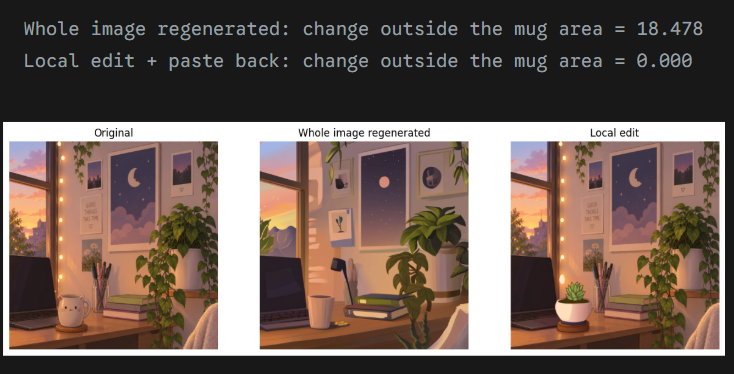 Whole image regenerated: change outside the mug area = 18.478
Local edit + paste back: change outside the mug area = 0.000
Original
Whole image regenerated
Local edit